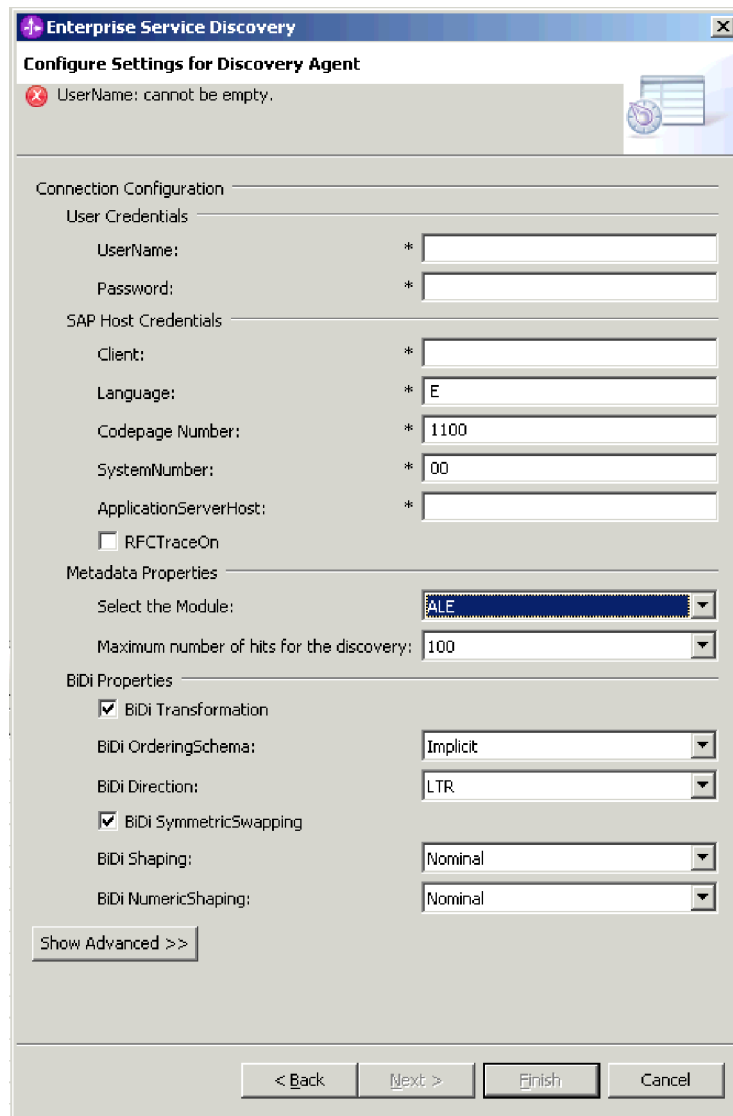 Enterprise Service Discovery
Configure Settings for Discovery Agent
UserName: cannot be empty.
Connection Configuration
User Credentials
UserName: *
Password: *
SAP Host Credentials
Client: *
Language: * E
Codepage Number: * 1100
SystemNumber: * 00
ApplicationServerHost: *
RFCTraceOn
Metadata Properties
Select the Module: ALE
Maximum number of hits for the discovery: 100
BiDi Properties
BiDi Transformation
BiDi OrderingSchema: Implicit
BiDi Direction: LTR
BiDi SymmetricSwapping
BiDi Shaping: Nominal
BiDi NumericShaping: Nominal
Show Advanced >>
< Back Next > Finish Cancel